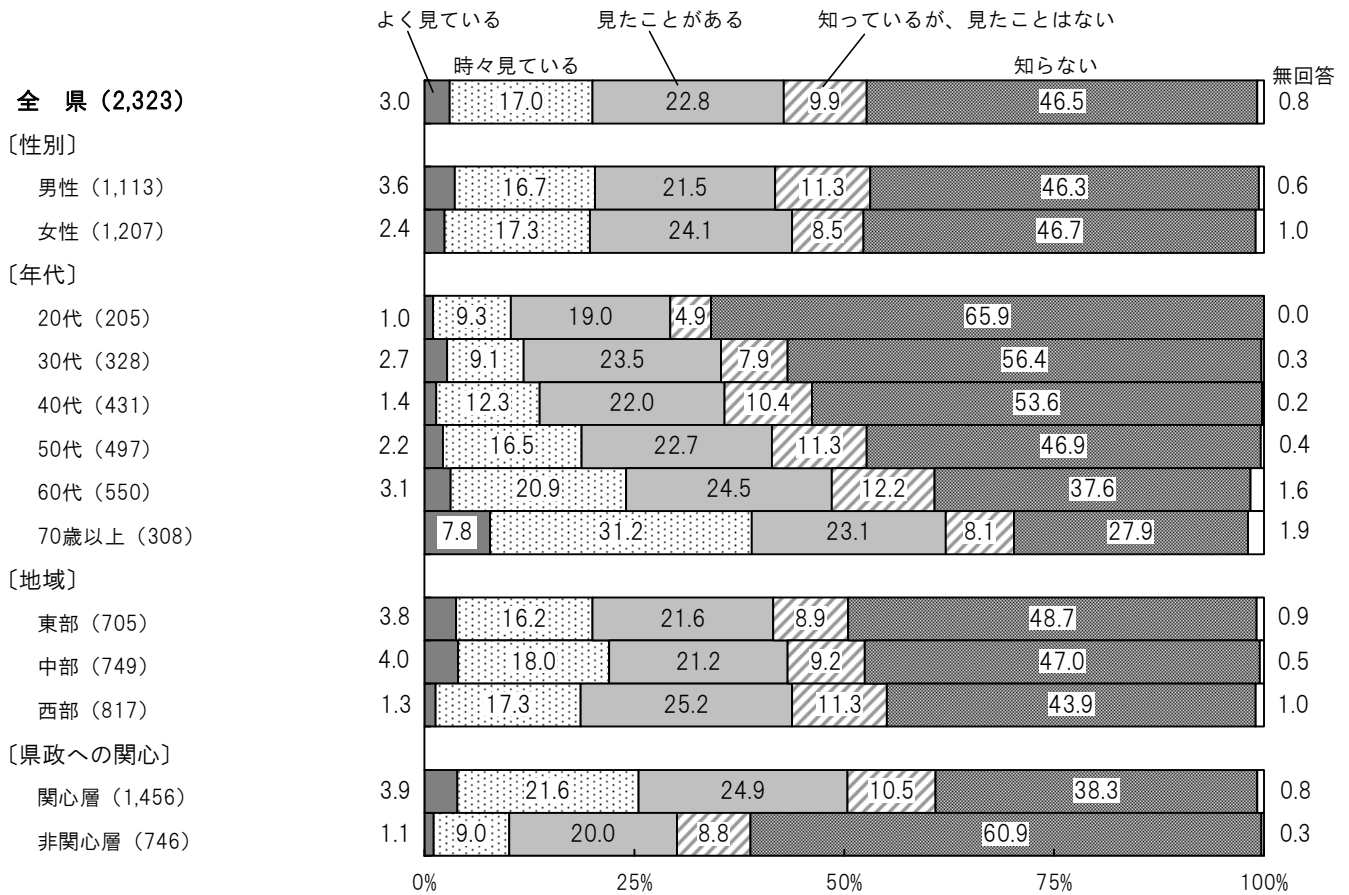 よく見ている 見たことがある 知っているが、見たことはない
時々見ている 知らない 無回答
全 県（2,323） 3.0 17.0 22.8 9.9 46.5 0.8
〔性別〕
男性（1,113） 3.6 16.7 21.5 11.3 46.3 0.6
女性（1,207） 2.4 17.3 24.1 8.5 46.7 1.0
〔年代〕
20代（205） 1.0 9.3 19.0 4.9 65.9 0.0
30代（328） 2.7 9.1 23.5 7.9 56.4 0.3
40代（431） 1.4 12.3 22.0 10.4 53.6 0.2
50代（497） 2.2 16.5 22.7 11.3 46.9 0.4
60代（550） 3.1 20.9 24.5 12.2 37.6 1.6
70歳以上（308） 7.8 31.2 23.1 8.1 27.9 1.9
〔地域〕
東部（705） 3.8 16.2 21.6 8.9 48.7 0.9
中部（749） 4.0 18.0 21.2 9.2 47.0 0.5
西部（817） 1.3 17.3 25.2 11.3 43.9 1.0
〔県政への関心〕
関心層（1,456） 3.9 21.6 24.9 10.5 38.3 0.8
非関心層（746） 1.1 9.0 20.0 8.8 60.9 0.3
0% 25% 50% 75% 100%